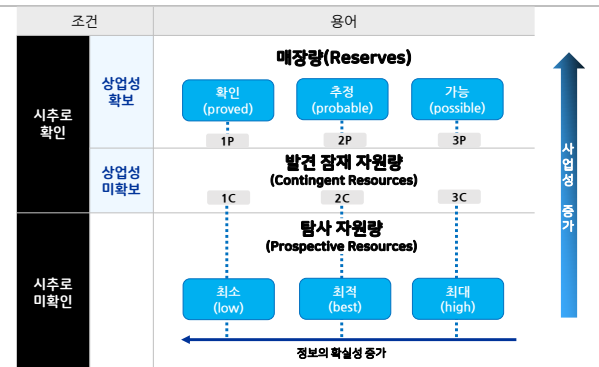 조건 용어
매장량(Reserves)
상업성
확보
확인
(proved)
추정
(probable)
가능
(possible)
시추로
확인
1P 2P 3P
상업성
미확보
발견 잠재 자원량
(Contingent Resources)
1C 2C 3C
탐사 자원량
(Prospective Resources)
시추로
미확인
최소
(low)
최적
(best)
최대
(high)
정보의 확실성 증가
사업성 증가